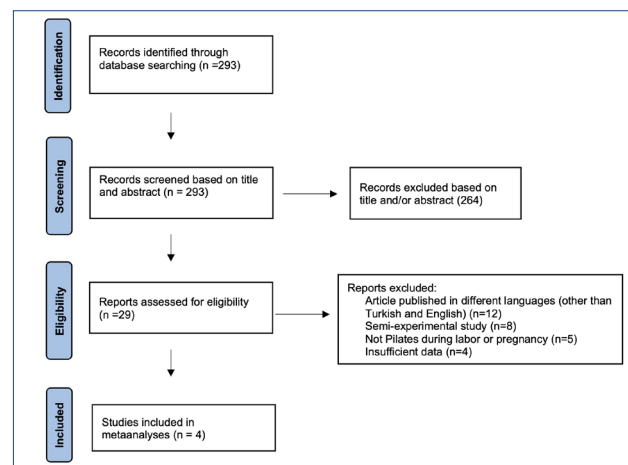 Identification
Records identified through
database searching (n =293)
Screening
Records screened based on title
and abstract (n = 293)
Records excluded based on
title and/or abstract (264)
Eligibility
Reports assessed for eligibility
(n =29)
Reports excluded:
Article published in different languages (other than
Turkish and English) (n=12)
Semi-experimental study (n=8)
Not Pilates during labor or pregnancy (n=5)
Insufficient data (n=4)
Included
Studies included in
metaanalyses (n = 4)